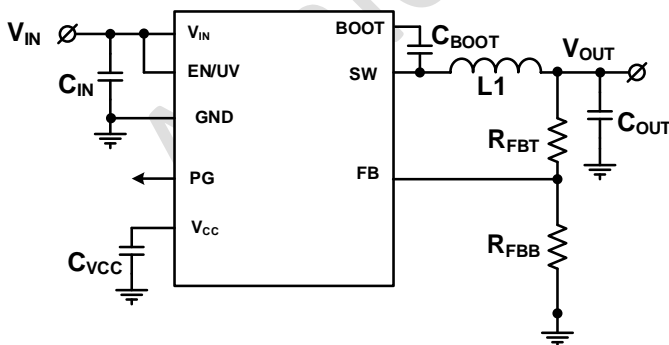 VIN
VIN
BOOT
CBOOT
EN/UV
SW
L1
VOUT
CIN
GND
COUT
RFBT
PG
FB
VCC
CVCC
RFBB